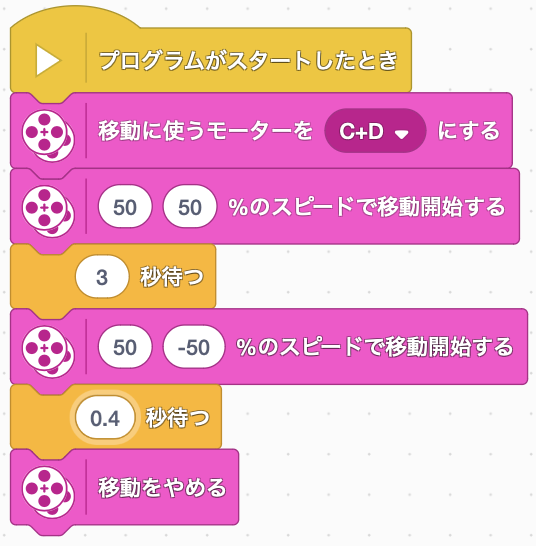 プログラムがスタートしたとき
移動に使うモーターを C+D にする
50 50 %のスピードで移動開始する
3 秒待つ
50 -50 %のスピードで移動開始する
0.4 秒待つ
移動をやめる